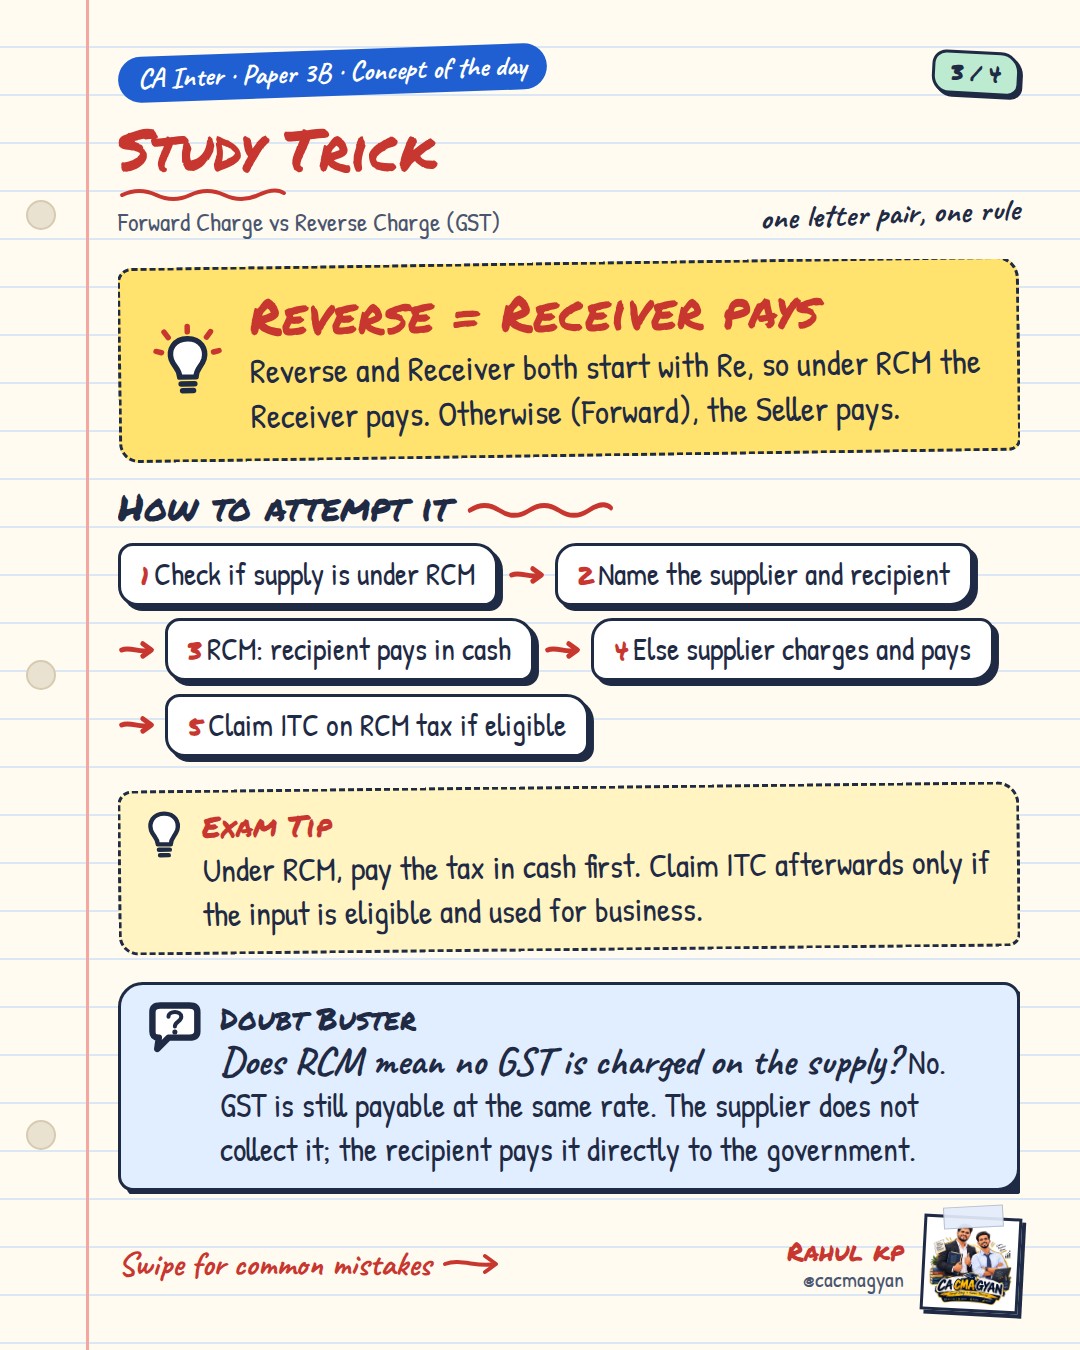 CA Inter · Paper 3B · Concept of the day
3 / 4
Study Trick
Forward Charge vs Reverse Charge (GST)
one letter pair, one rule
Reverse = Receiver pays
Reverse and Receiver both start with Re, so under RCM the
Receiver pays. Otherwise (Forward), the Seller pays.
How to attempt it
1 Check if supply is under RCM
2 Name the supplier and recipient
3 RCM: recipient pays in cash
4 Else supplier charges and pays
5 Claim ITC on RCM tax if eligible
Exam Tip
Under RCM, pay the tax in cash first. Claim ITC afterwards only if
the input is eligible and used for business.
Doubt Buster
Does RCM mean no GST is charged on the supply? No.
GST is still payable at the same rate. The supplier does not
collect it; the recipient pays it directly to the government.
Swipe for common mistakes
Rahul KP
@cacmagyan
CA CMA GYAN